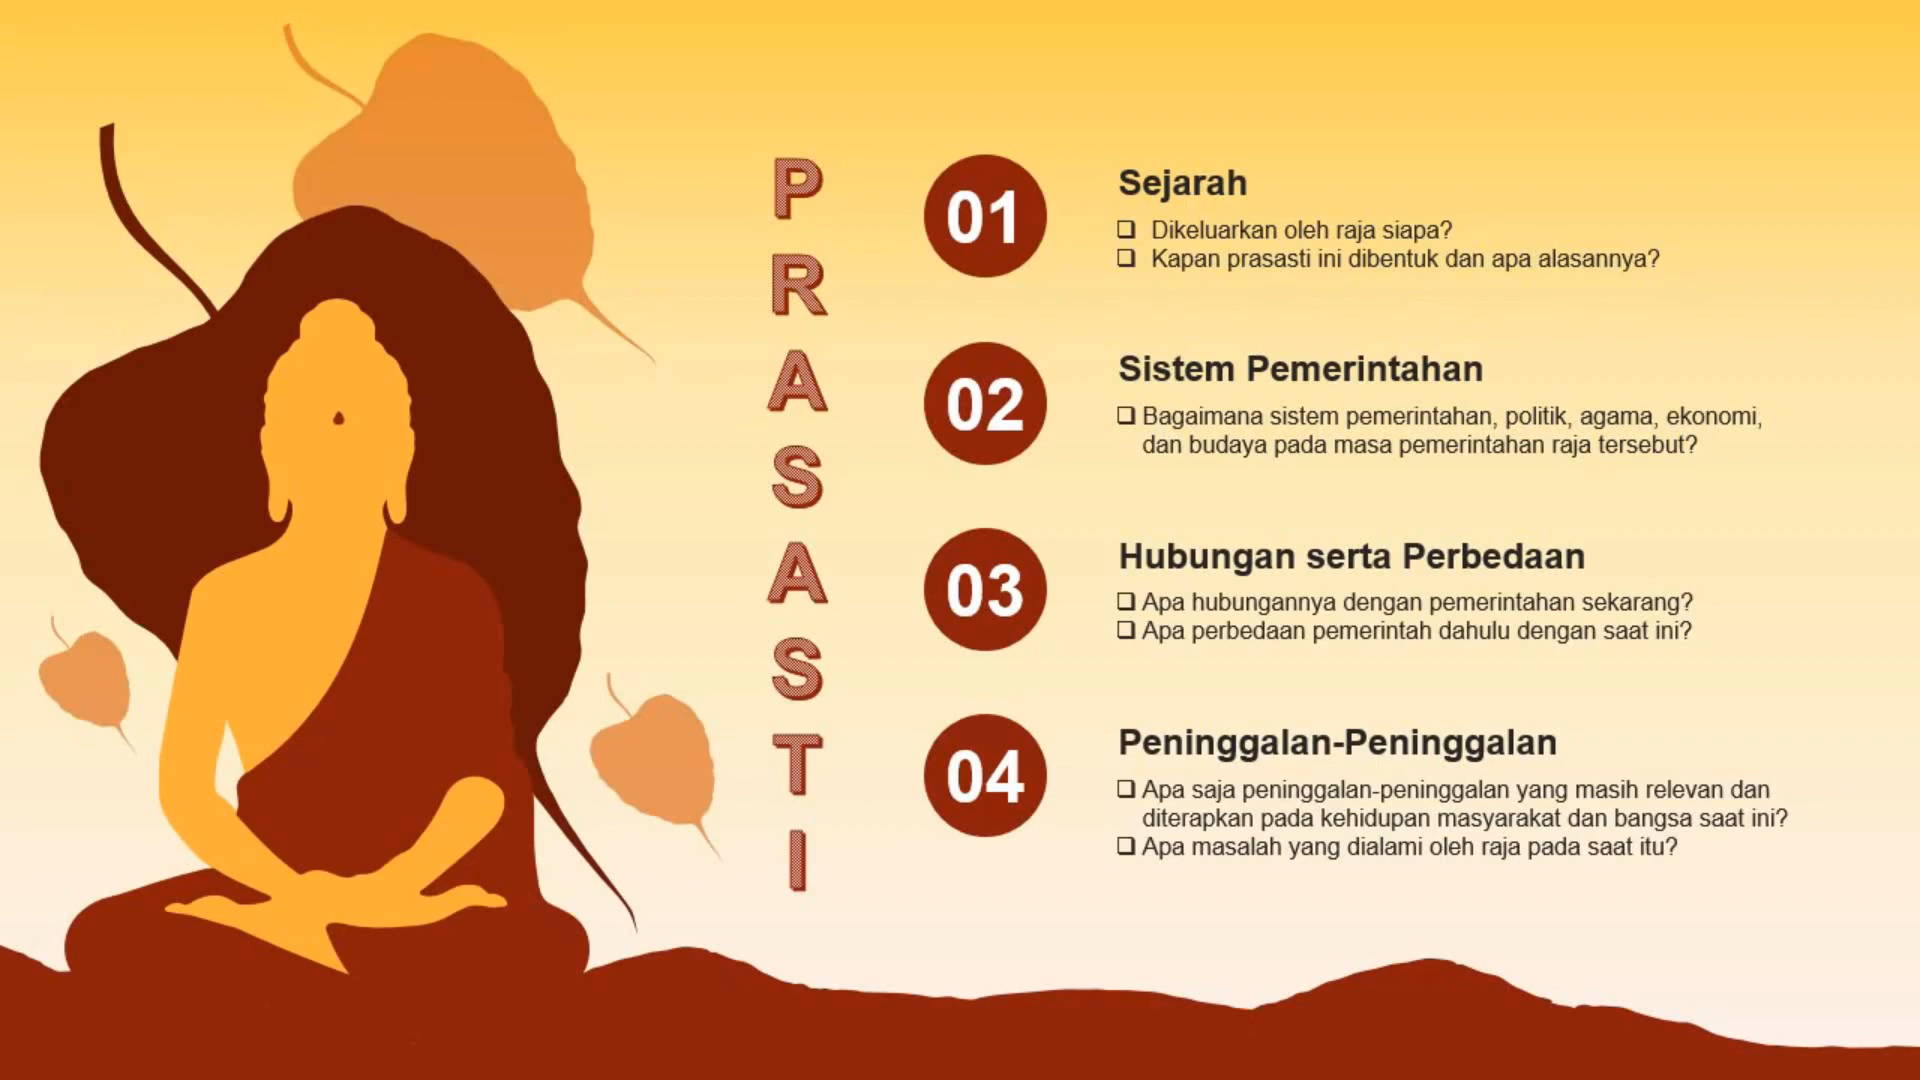 PRASASTI
01
Sejarah
❑ Dikeluarkan oleh raja siapa?
❑ Kapan prasasti ini dibentuk dan apa alasannya?
02
Sistem Pemerintahan
❑ Bagaimana sistem pemerintahan, politik, agama, ekonomi,
dan budaya pada masa pemerintahan raja tersebut?
03
Hubungan serta Perbedaan
❑ Apa hubungannya dengan pemerintahan sekarang?
❑ Apa perbedaan pemerintah dahulu dengan saat ini?
04
Peninggalan-Peninggalan
❑ Apa saja peninggalan-peninggalan yang masih relevan dan
diterapkan pada kehidupan masyarakat dan bangsa saat ini?
❑ Apa masalah yang dialami oleh raja pada saat itu?